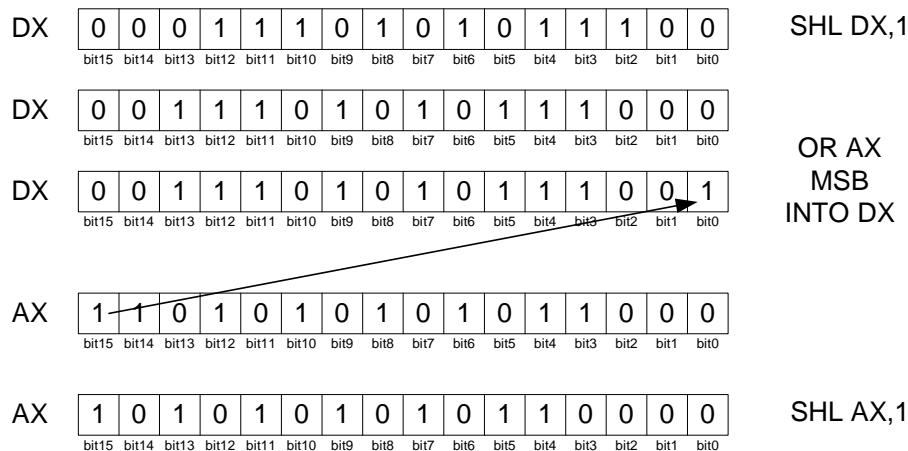 DX 0 0 0 1 1 1 0 1 0 1 0 1 1 1 0 0 SHL DX,1
bit15 bit14 bit13 bit12 bit11 bit10 bit9 bit8 bit7 bit6 bit5 bit4 bit3 bit2 bit1 bit0
DX 0 0 1 1 1 0 1 0 1 0 1 1 1 0 0 0
bit15 bit14 bit13 bit12 bit11 bit10 bit9 bit8 bit7 bit6 bit5 bit4 bit3 bit2 bit1 bit0
OR AX
MSB
INTO DX
DX 0 0 1 1 1 0 1 0 1 0 1 1 1 0 0 1
bit15 bit14 bit13 bit12 bit11 bit10 bit9 bit8 bit7 bit6 bit5 bit4 bit3 bit2 bit1 bit0
AX 1 1 0 1 0 1 0 1 0 1 0 1 1 0 0 0
bit15 bit14 bit13 bit12 bit11 bit10 bit9 bit8 bit7 bit6 bit5 bit4 bit3 bit2 bit1 bit0
AX 1 0 1 0 1 0 1 0 1 0 1 1 0 0 0 0 SHL AX,1
bit15 bit14 bit13 bit12 bit11 bit10 bit9 bit8 bit7 bit6 bit5 bit4 bit3 bit2 bit1 bit0